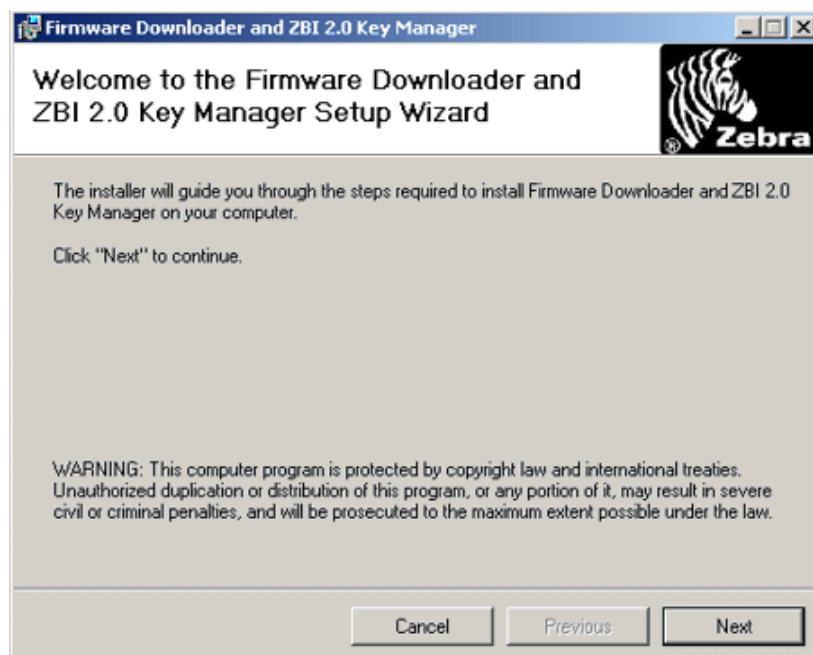 Firmware Downloader and ZBI 2.0 Key Manager
Welcome to the Firmware Downloader and
ZBI 2.0 Key Manager Setup Wizard
® Zebra
The installer will guide you through the steps required to install Firmware Downloader and ZBI 2.0
Key Manager on your computer.
Click "Next" to continue.
WARNING: This computer program is protected by copyright law and international treaties.
Unauthorized duplication or distribution of this program, or any portion of it, may result in severe
civil or criminal penalties, and will be prosecuted to the maximum extent possible under the law.
Cancel Previous Next